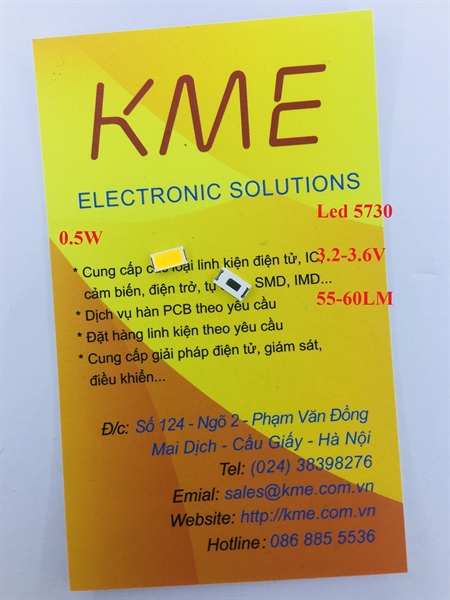 KME
ELECTRONIC SOLUTIONS
Led 5730
0.5W
* Cung cấp loại linh kiện điện tử, IC,
3.2-3.6V
cảm biến, điện trở, tụ SMD, IMD...
55-60LM
* Dịch vụ hàn PCB theo yêu cầu
* Đặt hàng linh kiện theo yêu cầu
* Cung cấp giải pháp điện tử, giám sát,
điều khiển...
Đ/c: Số 124 - Ngõ 2 - Phạm Văn Đồng
Mai Dịch - Cầu Giấy - Hà Nội
Tel: (024) 38398276
Emial: sales@kme.com.vn
Website: http://kme.com.vn
Hotline: 086 885 5536